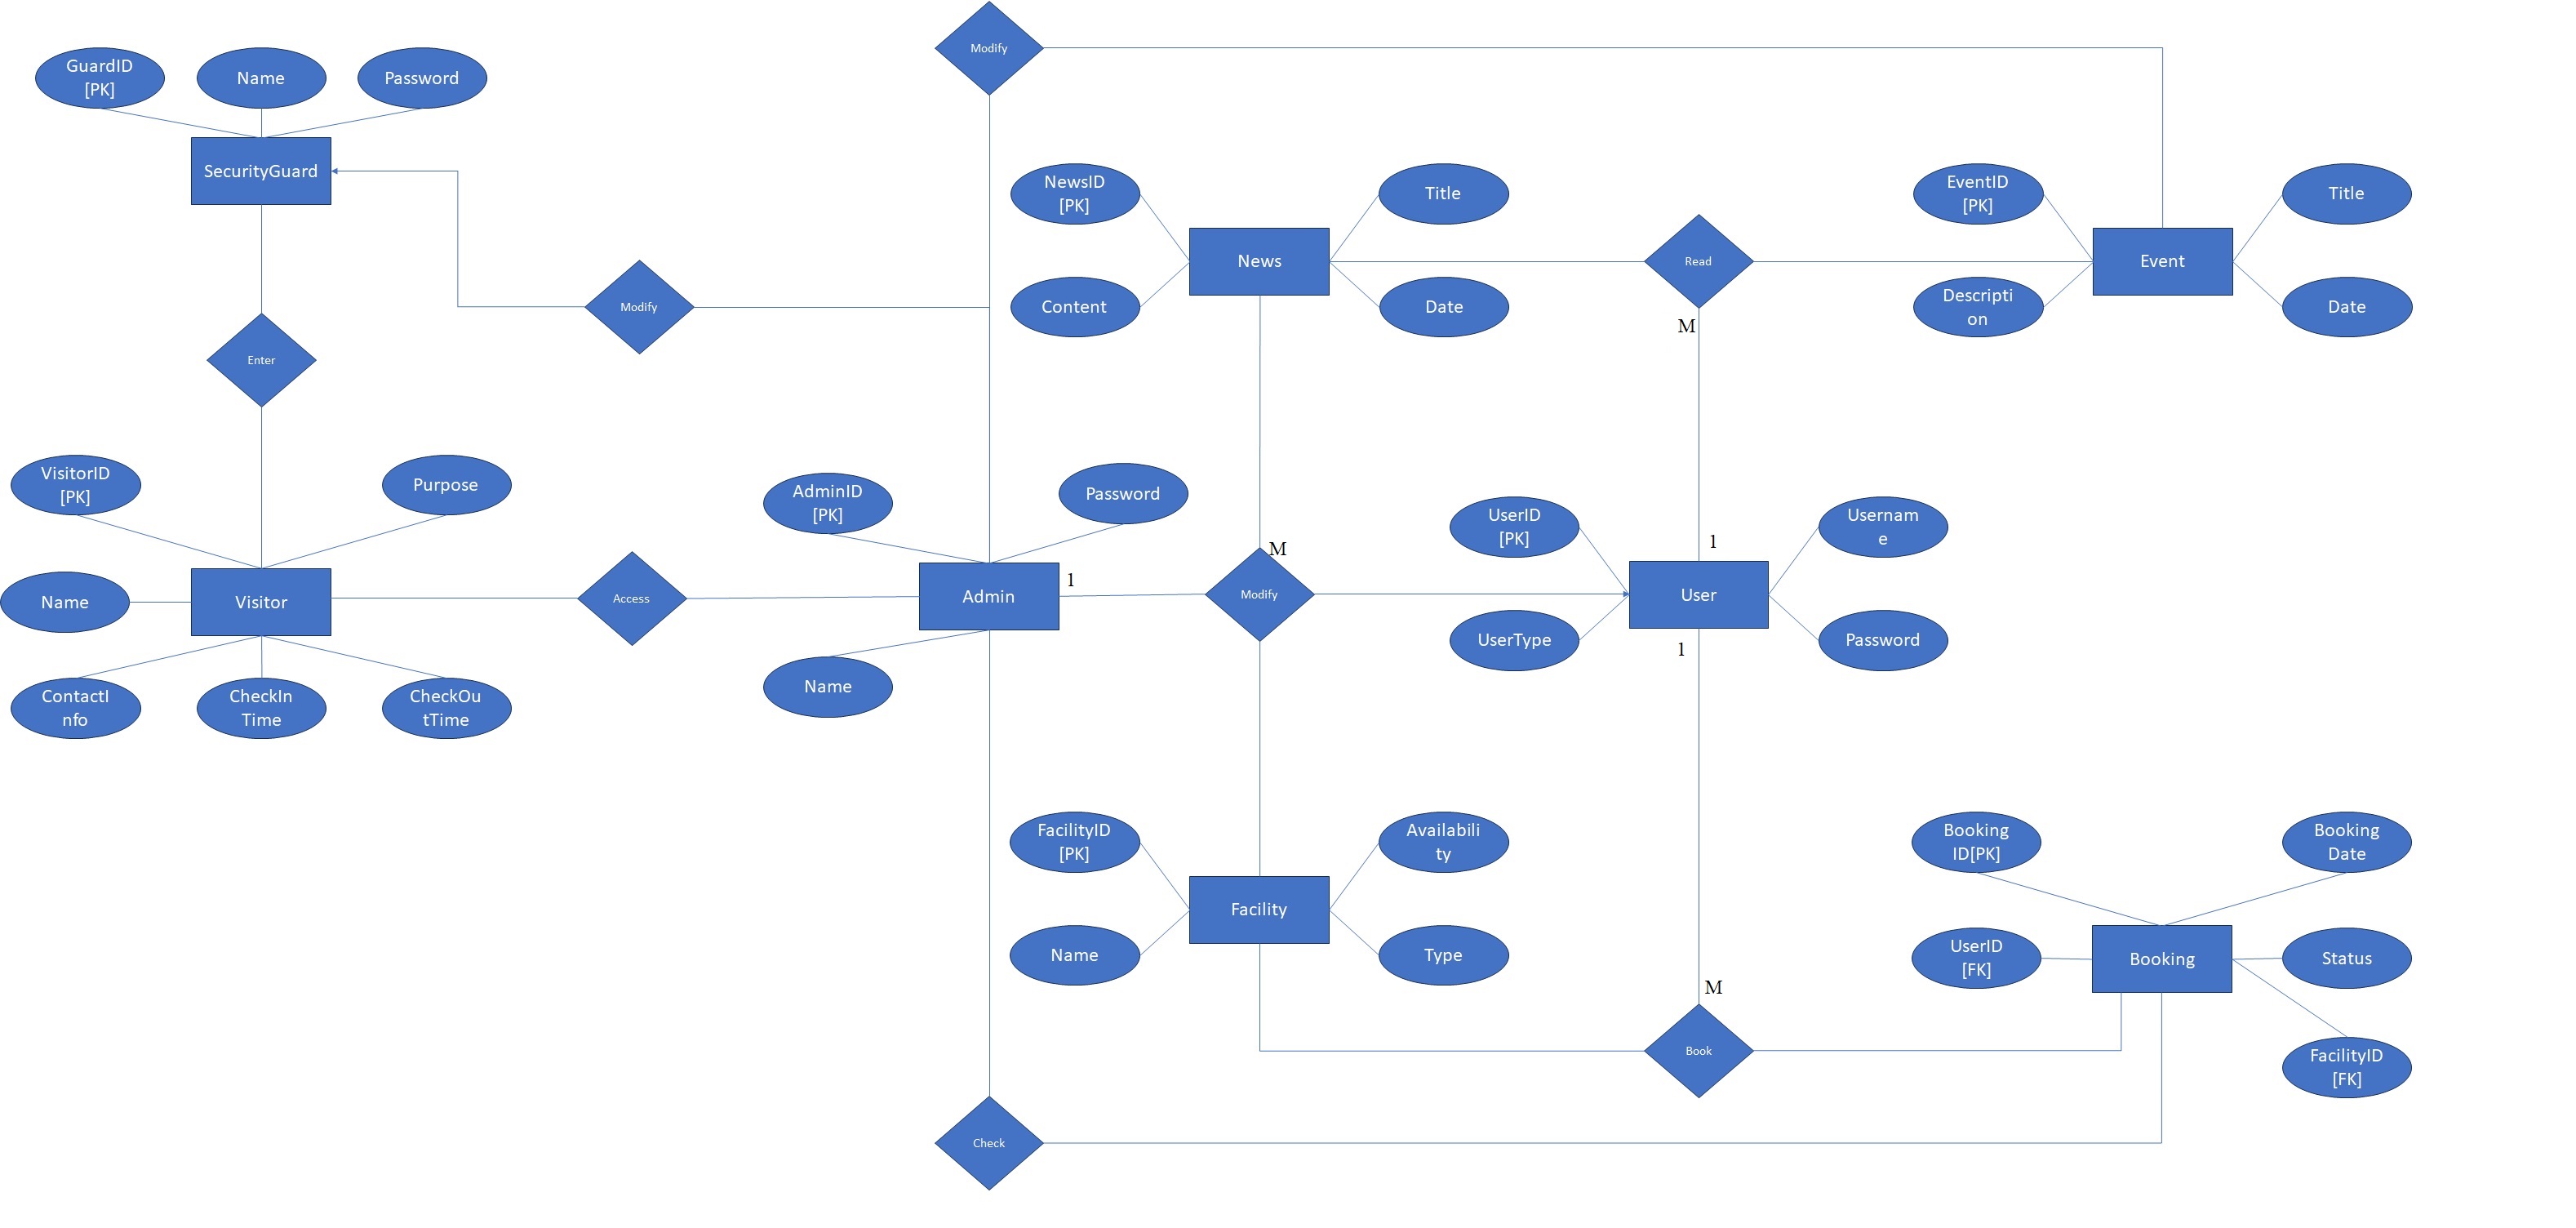 Modify
GuardID
[PK]
Name
Password
SecurityGuard
NewsID
[PK]
Title
EventID
[PK]
Title
News
Read
Event
Modify
Content
Date
Descripti
on
Date
M
Enter
VisitorID
[PK]
Purpose
AdminID
[PK]
Password
UserID
[PK]
Usernam
e
M
1
1
Name
Visitor
Access
Admin
Modify
User
UserType
Password
1
Name
ContactI
nfo
CheckIn
Time
CheckOu
tTime
FacilityID
[PK]
Availabili
ty
Booking
ID[PK]
Booking
Date
Facility
Name
Type
UserID
[FK]
Booking
Status
M
Book
FacilityID
[FK]
Check